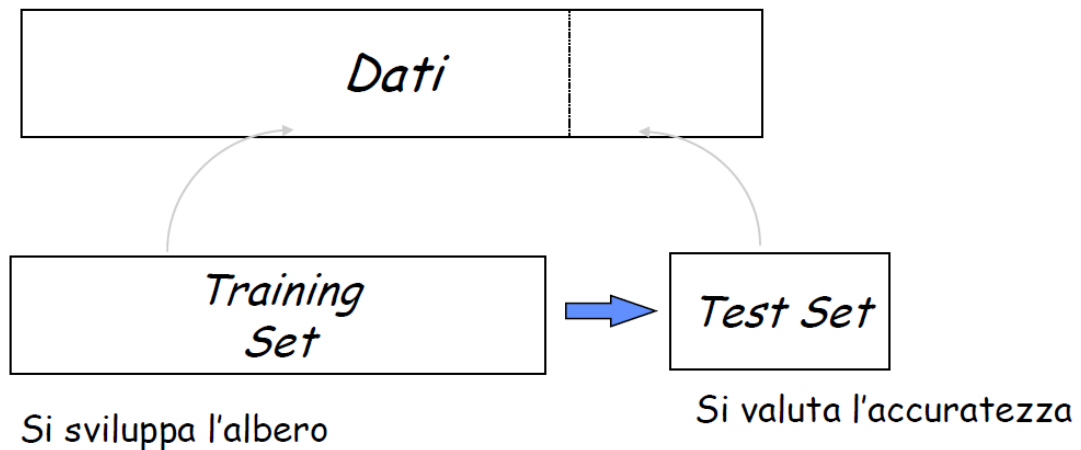 Dati
Training
Set
Test Set
Si sviluppa l'albero
Si valuta l'accuratezza